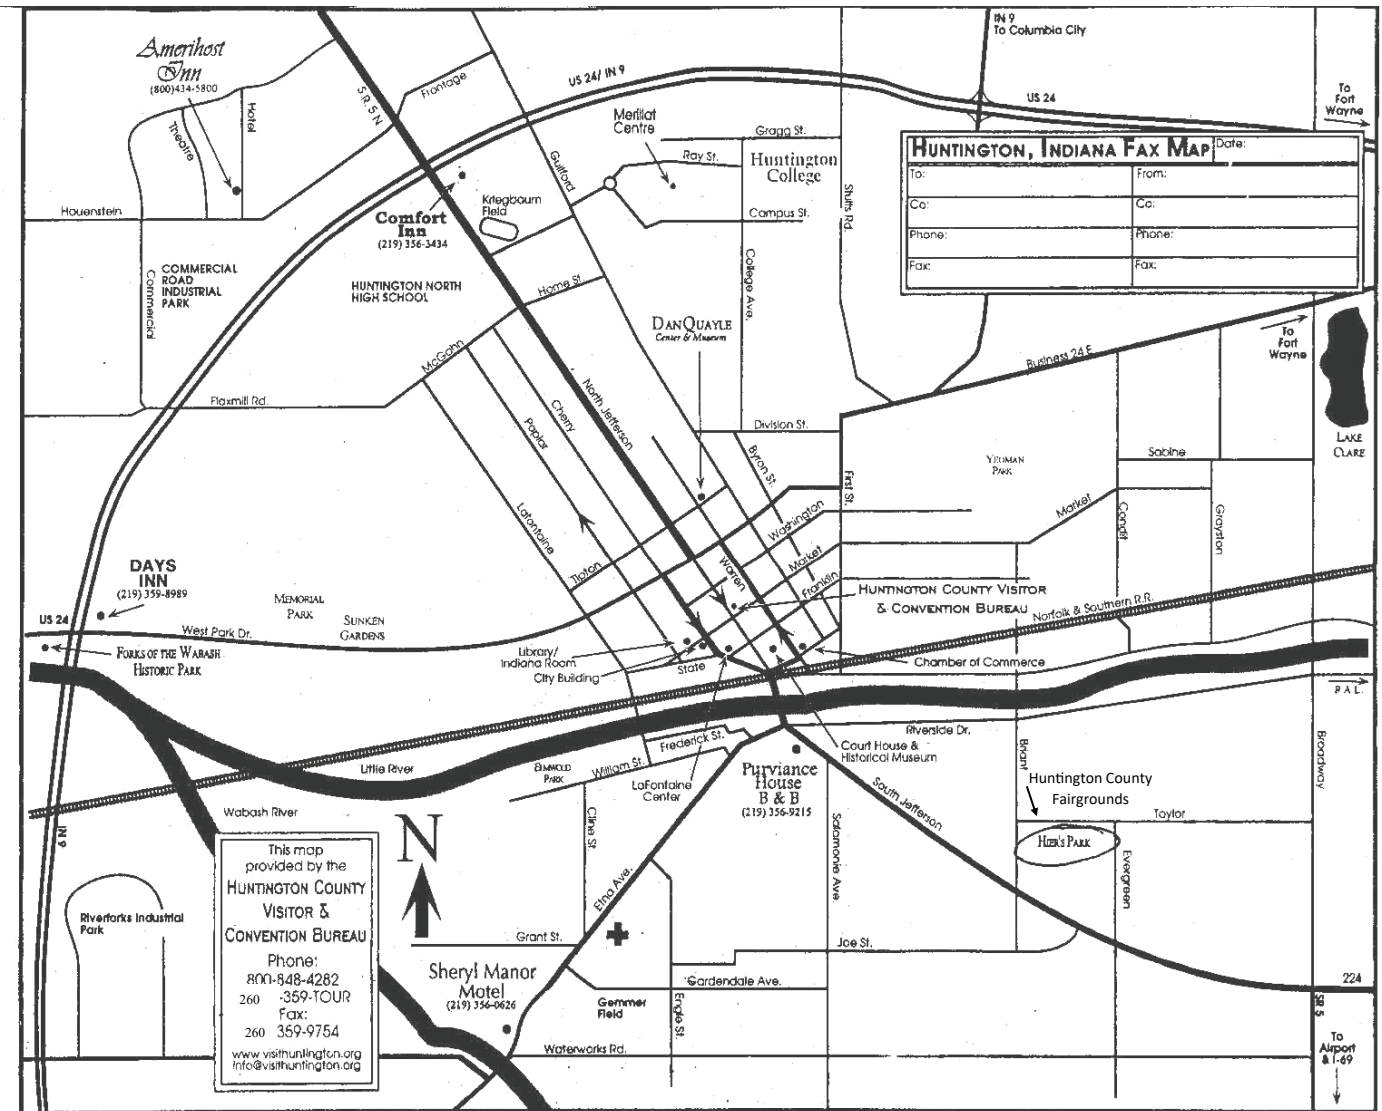 IN 9
To Columbia City
Amerihost
Inn
(800)434-5800
S.R. 5 N
Frontage
US 24/ IN 9
US 24
To
Fort
Wayne
Hotel
Theatre
Merillat
Centre
Gragg St.
Ray St.
Huntington
College
Campus St.
Guilford
Stults Rd.
HUNTINGTON, INDIANA FAX MAP
Date:
To:
From:
Co:
Co:
Phone:
Phone:
Fax:
Fax:
Houenstein
Comfort
Inn
(219) 356-3434
Kriegbaum
Field
Commercial
COMMERCIAL
ROAD
INDUSTRIAL
PARK
HUNTINGTON NORTH
HIGH SCHOOL
Home St.
College Ave.
DAN QUAYLE
Center & Museum
To
Fort
Wayne
Business 24 E
McGahn
Flaxmill Rd.
Cherry
Poplar
North Jefferson
Division St.
Byron St.
LAKE
CLARE
YEOMAN
PARK
Sabine
First St.
Lafontaine
Washington
Market
Condit
Grayston
Tipton
Warren
Market
Franklin
DAYS
INN
(219) 359-8989
US 24
MEMORIAL
PARK
SUNKEN
GARDENS
West Park Dr.
HUNTINGTON COUNTY VISITOR
& CONVENTION BUREAU
Norfolk & Southern R.R.
FORKS OF THE WABASH
HISTORIC PARK
Library/
Indiana Room
City Building
State
Chamber of Commerce
P.A.L.
Riverside Dr.
Frederick St.
Court House &
Historical Museum
Briant
Broadway
Little River
ELMWOOD
PARK
William St.
LaFontaine
Center
Purviance
House
B & B
(219) 356-9215
South Jefferson
Huntington County
Fairgrounds
Taylor
HIER'S PARK
Wabash River
IN 9
N
Cline St.
Salamonie Ave.
Evergreen
This map
provided by the
HUNTINGTON COUNTY
VISITOR &
CONVENTION BUREAU
Phone:
800-848-4282
260 -359-TOUR
Fax:
260 359-9754
www.visithuntington.org
info@visithuntington.org
Riverforks Industrial
Park
Etna Ave.
Grant St.
Joe St.
Sheryl Manor
Motel
(219) 356-0626
Gemmer
Field
Gardendale Ave.
Engle St.
224
SR 5
Waterworks Rd.
To
Airport
& I-69